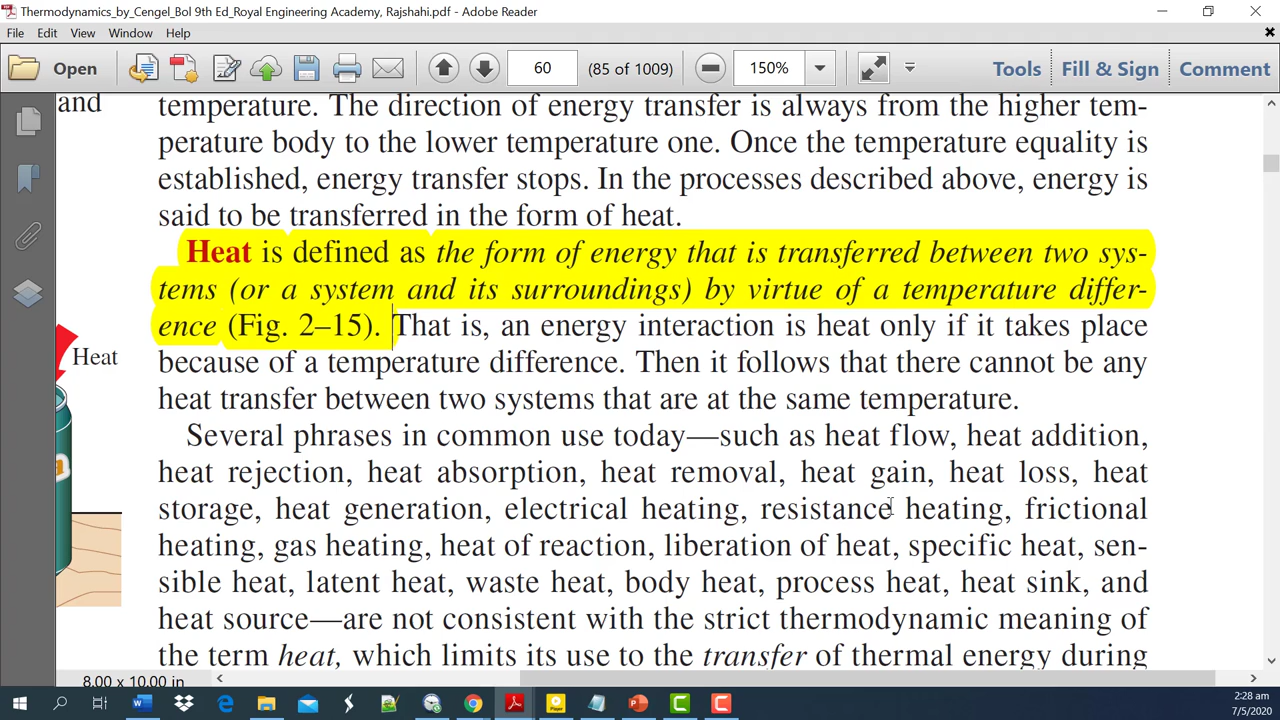 Thermodynamics_by_Cengel_Bol 9th Ed_Royal Engineering Academy, Rajshahi.pdf - Adobe Reader
File Edit View Window Help
Open 60 (85 of 1009) 150% Tools Fill & Sign Comment
and
temperature. The direction of energy transfer is always from the higher tem-
perature body to the lower temperature one. Once the temperature equality is
established, energy transfer stops. In the processes described above, energy is
said to be transferred in the form of heat.
Heat is defined as the form of energy that is transferred between two sys-
tems (or a system and its surroundings) by virtue of a temperature differ-
ence (Fig. 2–15). That is, an energy interaction is heat only if it takes place
Heat
because of a temperature difference. Then it follows that there cannot be any
heat transfer between two systems that are at the same temperature.
Several phrases in common use today—such as heat flow, heat addition,
heat rejection, heat absorption, heat removal, heat gain, heat loss, heat
storage, heat generation, electrical heating, resistance heating, frictional
heating, gas heating, heat of reaction, liberation of heat, specific heat, sen-
sible heat, latent heat, waste heat, body heat, process heat, heat sink, and
heat source—are not consistent with the strict thermodynamic meaning of
the term heat, which limits its use to the transfer of thermal energy during
8.00 x 10.00 in
2:28 am
7/5/2020